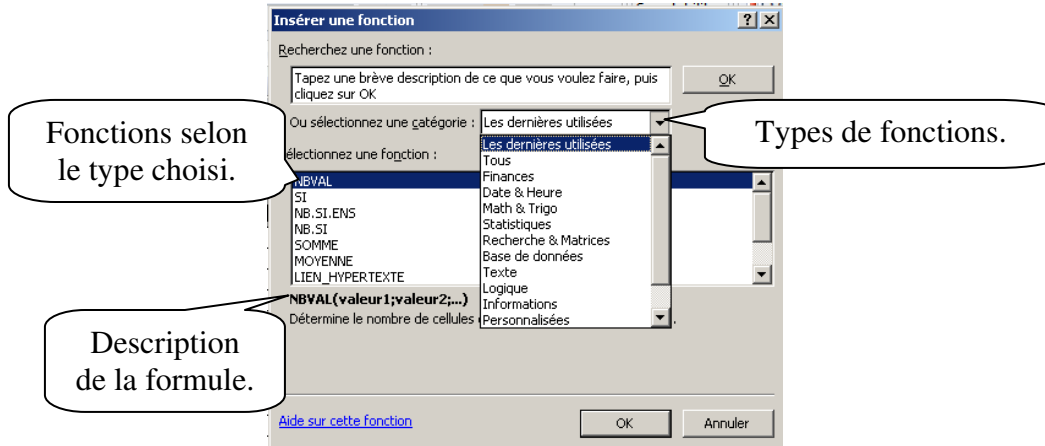 Insérer une fonction
Recherchez une fonction :
Tapez une brève description de ce que vous voulez faire, puis
cliquez sur OK
OK
Ou sélectionnez une catégorie :
Les dernières utilisées
Types de fonctions.
Fonctions selon
le type choisi.
électionnez une fonction :
Les dernières utilisées
Tous
Finances
Date & Heure
Math & Trigo
Statistiques
Recherche & Matrices
Base de données
Texte
Logique
Informations
Personnalisées
NBVAL
SI
NB.SI.ENS
NB.SI
SOMME
MOYENNE
LIEN_HYPERTEXTE
NBVAL(valeur1;valeur2;...)
Détermine le nombre de cellules
Description
de la formule.
Aide sur cette fonction
OK
Annuler